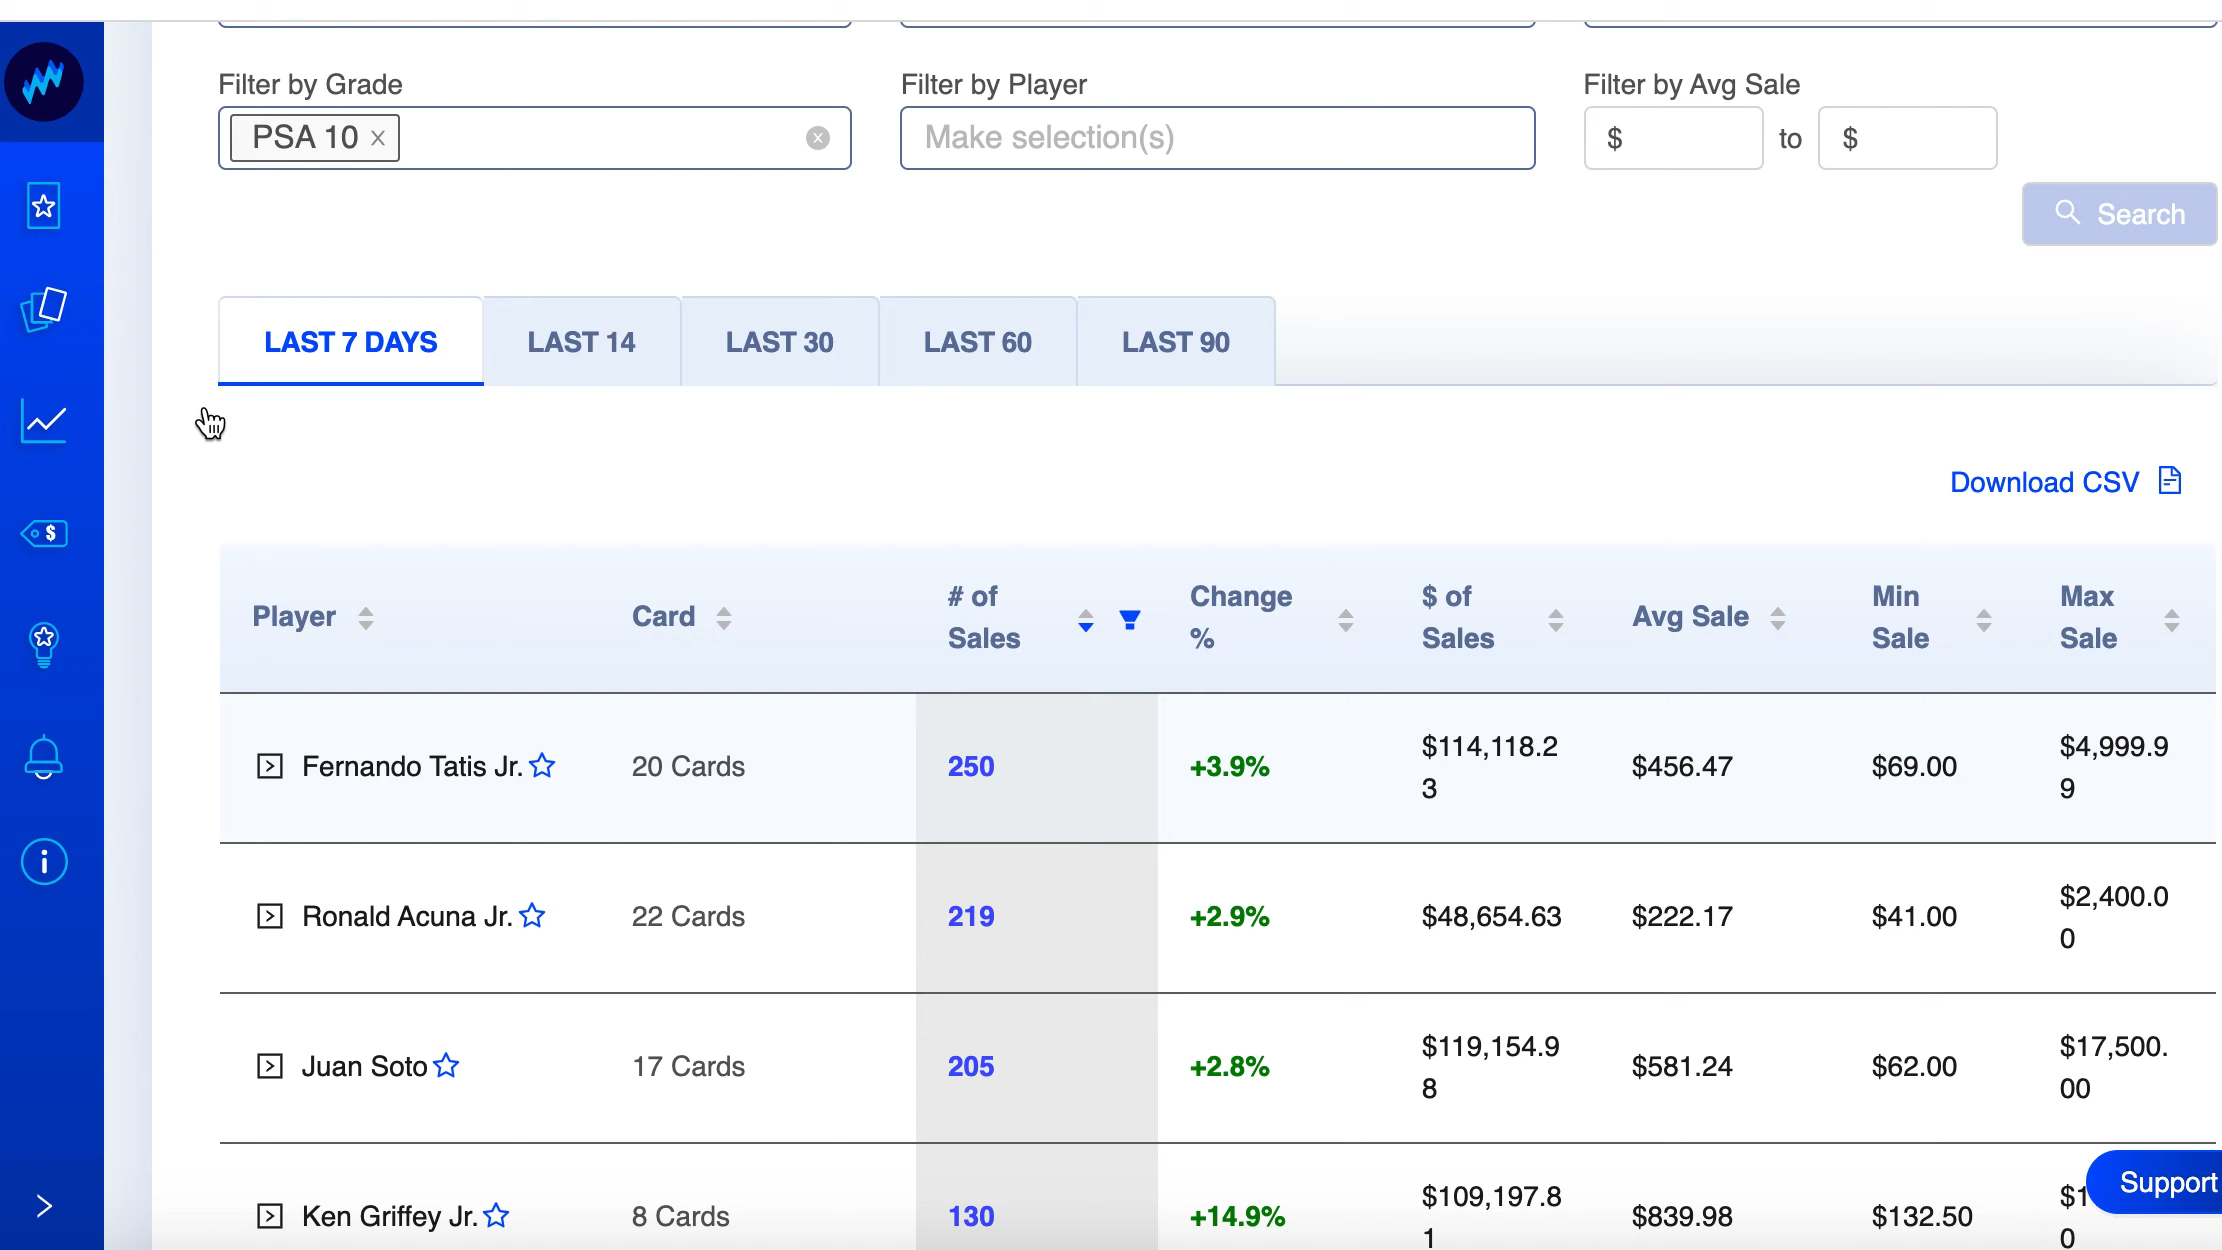 Filter by Grade
Filter by Player
Filter by Avg Sale
PSA 10
Make selection(s)
$ to $
Search
LAST 7 DAYS
LAST 14
LAST 30
LAST 60
LAST 90
Download CSV
Player
Card
# of
Sales
Change
%
$ of
Sales
Avg Sale
Min
Sale
Max
Sale
Fernando Tatis Jr.
20 Cards
250
+3.9%
$114,118.2
3
$456.47
$69.00
$4,999.9
9
Ronald Acuna Jr.
22 Cards
219
+2.9%
$48,654.63
$222.17
$41.00
$2,400.0
0
Juan Soto
17 Cards
205
+2.8%
$119,154.9
8
$581.24
$62.00
$17,500.
00
Ken Griffey Jr.
8 Cards
130
+14.9%
$109,197.8
1
$839.98
$132.50
$1
0
Support